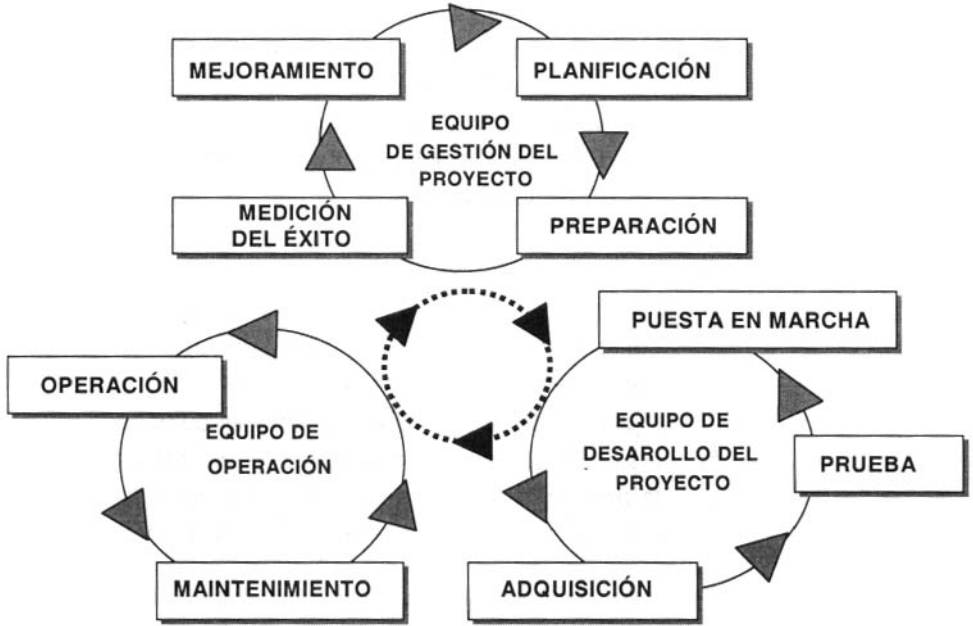 MEJORAMIENTO
PLANIFICACIÓN
EQUIPO
DE GESTIÓN DEL
PROYECTO
MEDICIÓN
DEL ÉXITO
PREPARACIÓN
PUESTA EN MARCHA
OPERACIÓN
EQUIPO DE
OPERACIÓN
EQUIPO DE
DESAROLLO DEL
PROYECTO
PRUEBA
MAINTENIMIENTO
ADQUISICIÓN